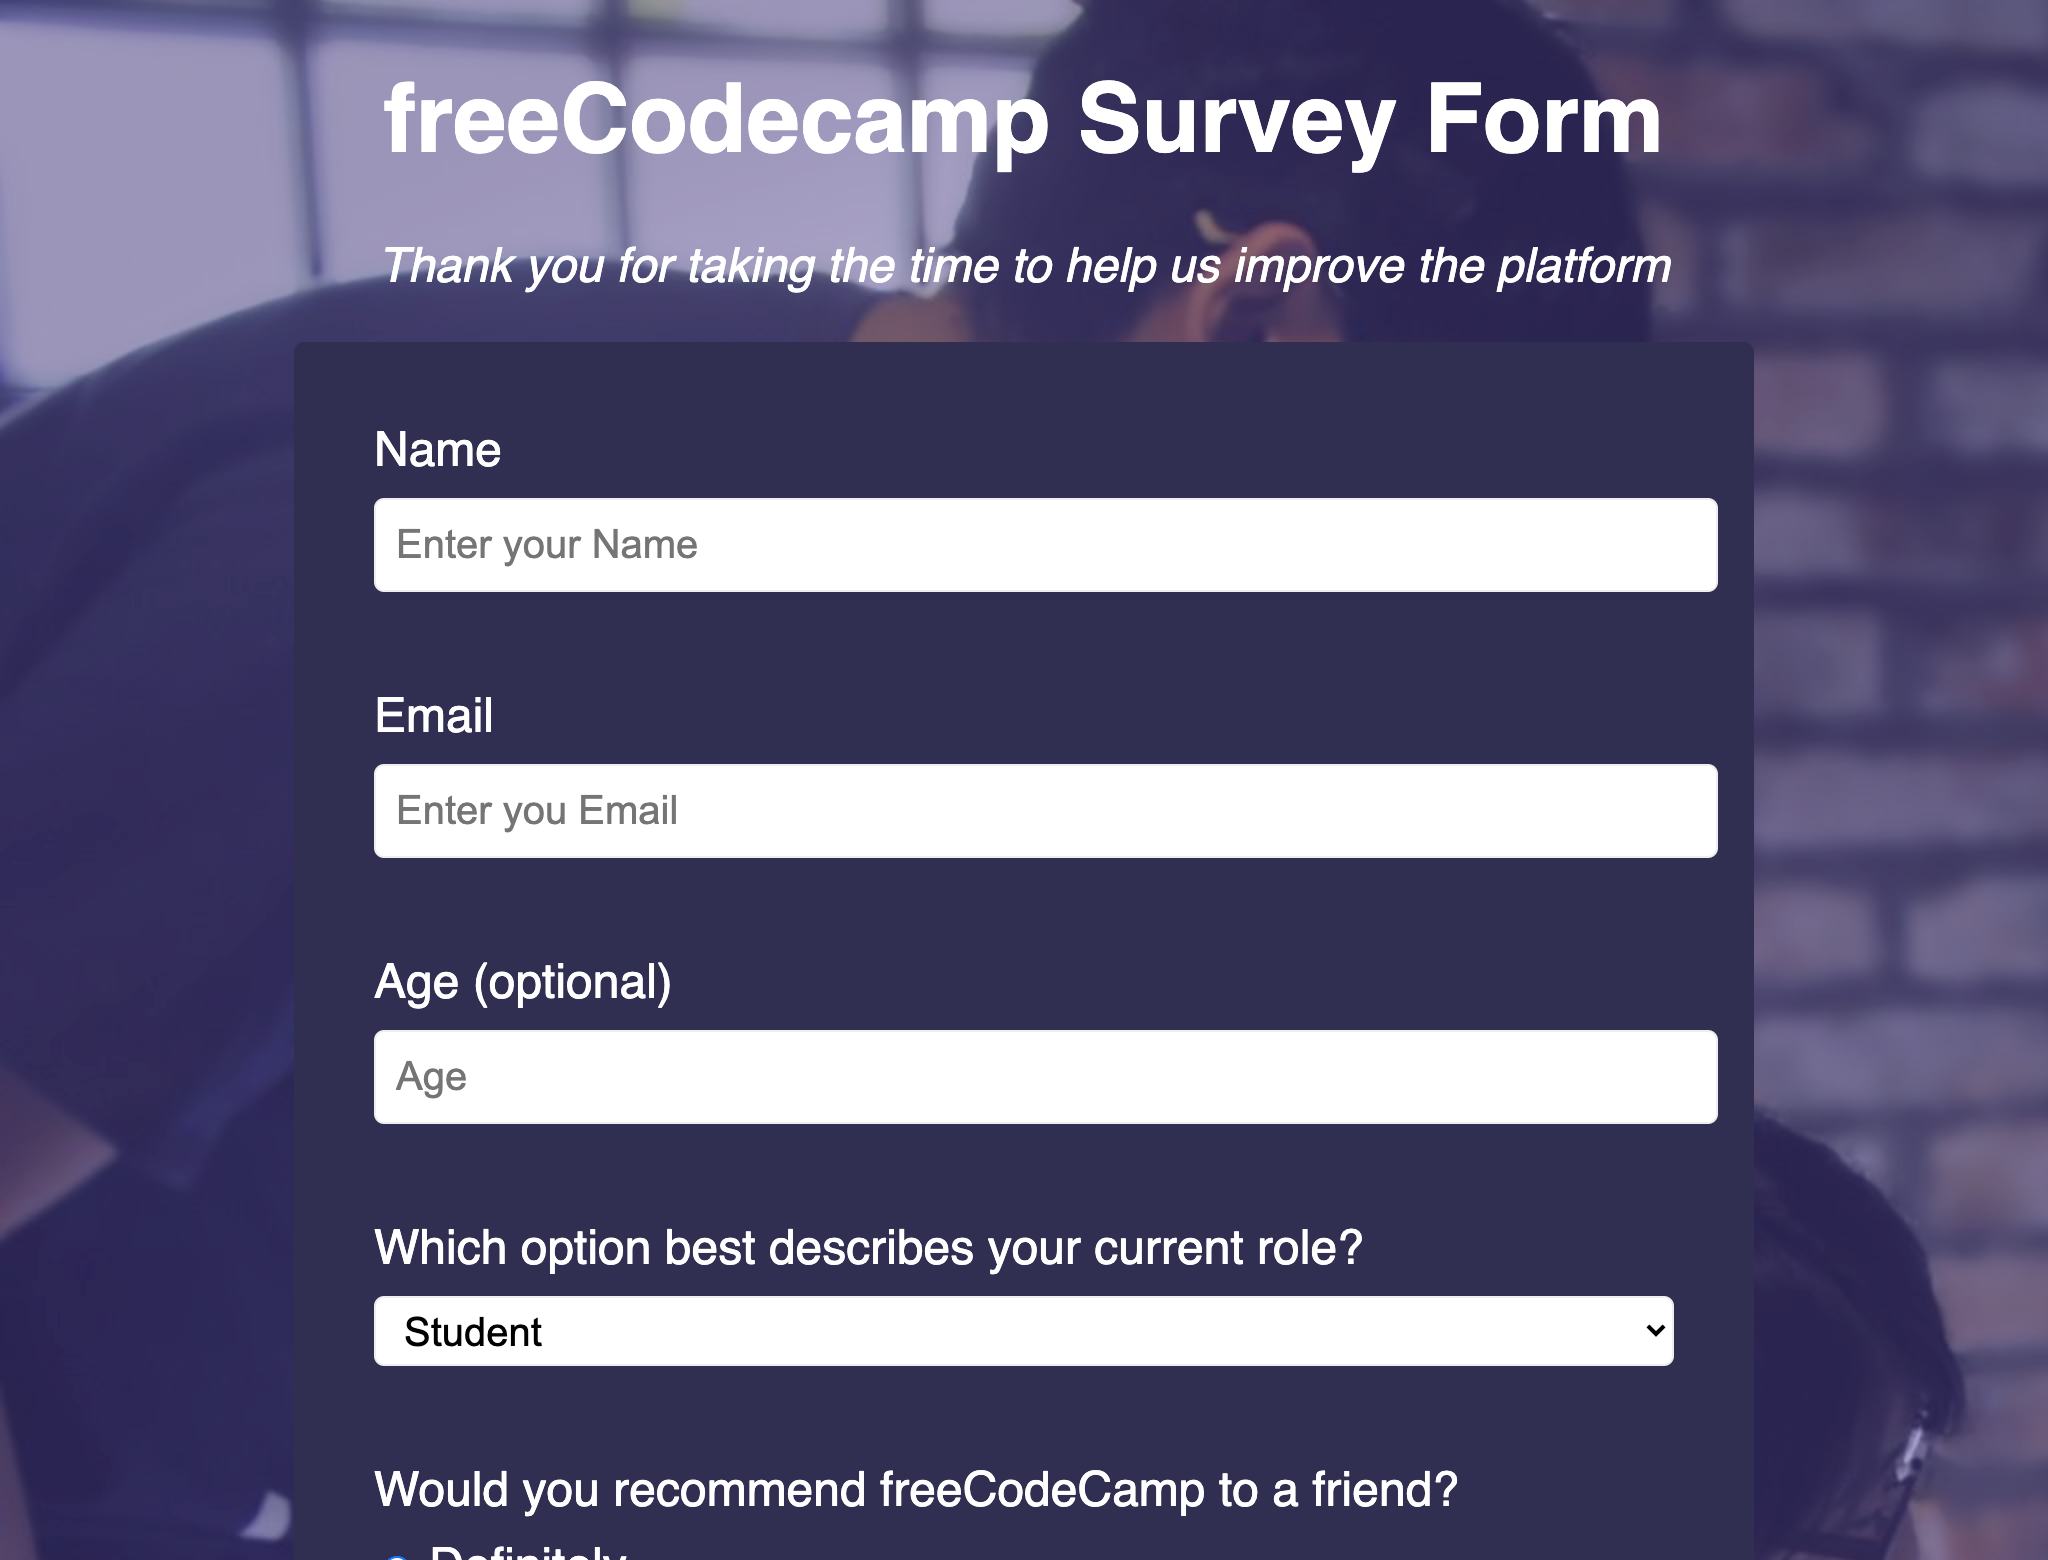 freeCodecamp Survey Form
Thank you for taking the time to help us improve the platform
Name
Enter your Name
Email
Enter you Email
Age (optional)
Age
Which option best describes your current role?
Student
Would you recommend freeCodeCamp to a friend?
Definitely